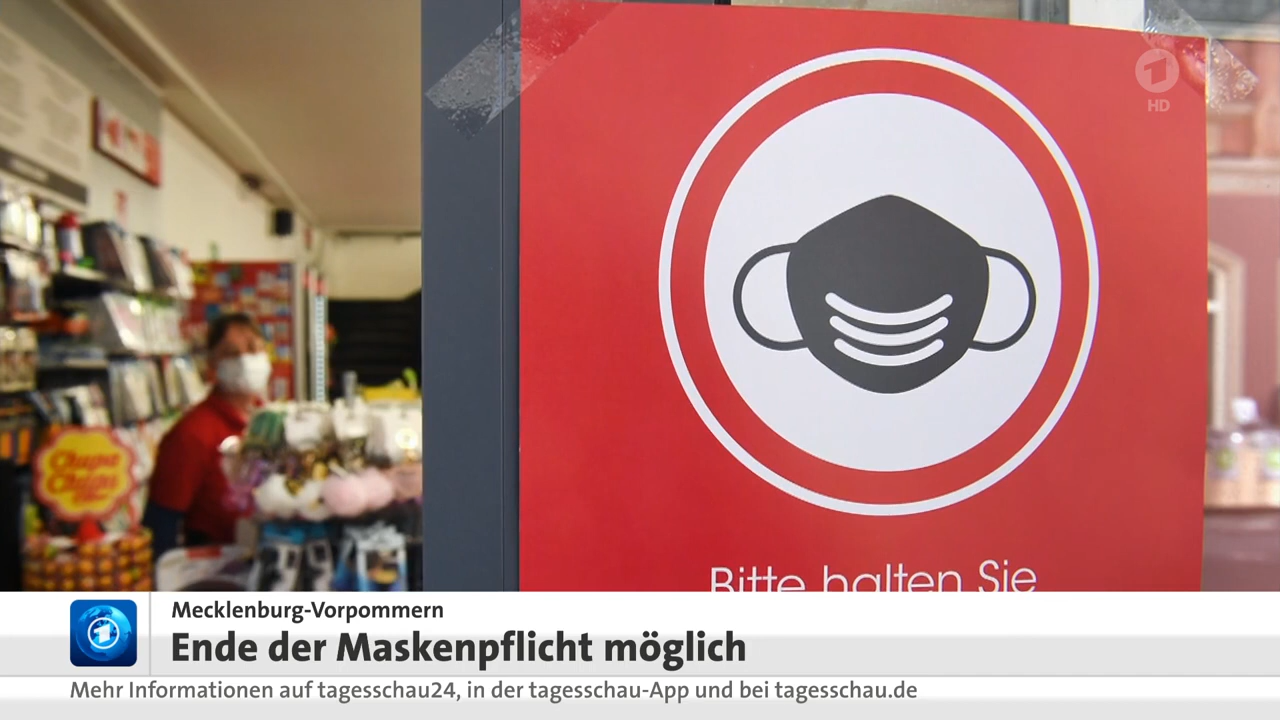 1
HD
Chupa
Chups
Bitte halten Sie
Mecklenburg-Vorpommern
Ende der Maskenpflicht möglich
Mehr Informationen auf tagesschau24, in der tagesschau-App und bei tagesschau.de